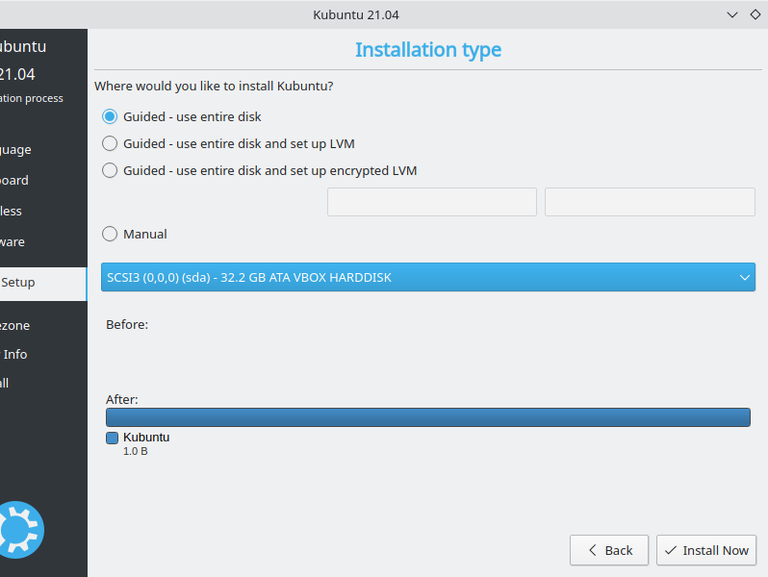 Kubuntu 21.04
ubuntu
21.04
ation process
guage
board
less
ware
Setup
ezone
Info
all
Installation type
Where would you like to install Kubuntu?
Guided - use entire disk
Guided - use entire disk and set up LVM
Guided - use entire disk and set up encrypted LVM
Manual
SCSI3 (0,0,0) (sda) - 32.2 GB ATA VBOX HARDDISK
Before:
After:
Kubuntu
1.0 B
Back
Install Now